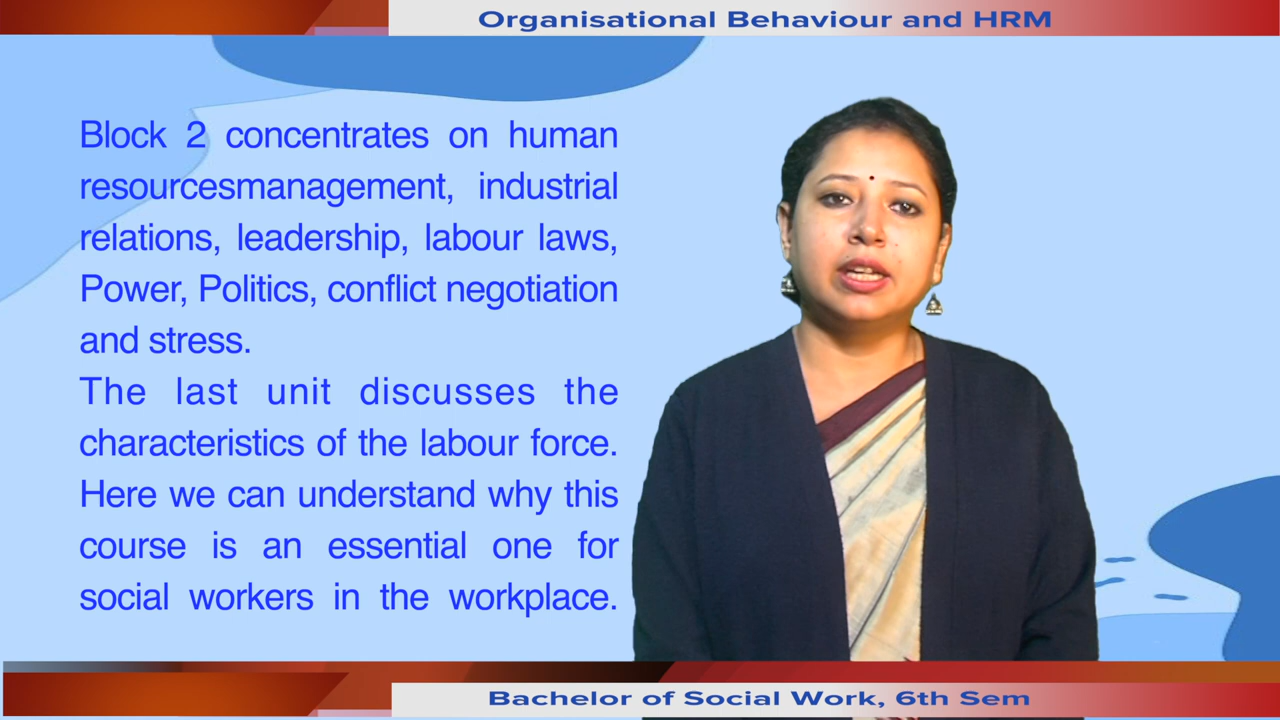 Organisational Behaviour and HRM
Block 2 concentrates on human
resourcesmanagement, industrial
relations, leadership, labour laws,
Power, Politics, conflict negotiation
and stress.
The last unit discusses the
characteristics of the labour force.
Here we can understand why this
course is an essential one for
social workers in the workplace.
Bachelor of Social Work, 6th Sem